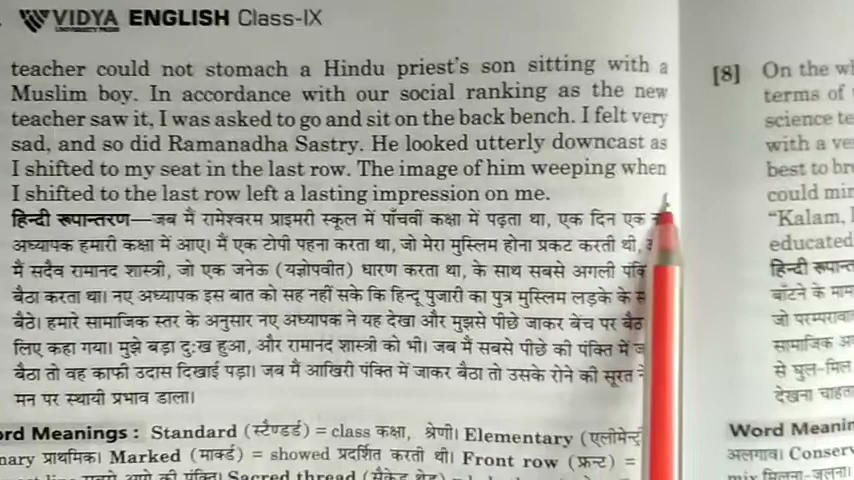 VIDYA ENGLISH Class-IX
UNIVERSITY PRESS
teacher could not stomach a Hindu priest's son sitting with a
Muslim boy. In accordance with our social ranking as the new
teacher saw it, I was asked to go and sit on the back bench. I felt very
sad, and so did Ramanadha Sastry. He looked utterly downcast as
I shifted to my seat in the last row. The image of him weeping when
I shifted to the last row left a lasting impression on me.
हिन्दी रूपान्तरण—जब मैं रामेश्वरम प्राइमरी स्कूल में पाँचवीं कक्षा में पढ़ता था, एक दिन एक
अध्यापक हमारी कक्षा में आए। मैं एक टोपी पहना करता था, जो मेरा मुस्लिम होना प्रकट करती थी,
मैं सदैव रामानद शास्त्री, जो एक जनेऊ (यज्ञोपवीत) धारण करता था, के साथ सबसे अगली
बैठा करता था। नए अध्यापक इस बात को सह नहीं सके कि हिन्दू पुजारी का पुत्र मुस्लिम लड़के के
बैठे। हमारे सामाजिक स्तर के अनुसार नए अध्यापक ने यह देखा और मुझसे पीछे जाकर बेंच पर बैठ
लिए कहा गया। मुझे बड़ा दुःख हुआ, और रामानंद शास्त्री को भी। जब मैं सबसे पीछे की पंक्ति में
बैठा तो वह काफी उदास दिखाई पड़ा। जब मैं आखिरी पंक्ति में जाकर बैठा तो उसके रोने की सूरत ने
मन पर स्थायी प्रभाव डाला।
ord Meanings : Standard (स्टैण्डर्ड) = class कक्षा, श्रेणी। Elementary
nary प्राथमिक। Marked (मार्क्ड) = showed प्रदर्शित करती थी। Front row (फ्रन्ट) =
Sacred thread
[8] On the
terms of
science te
with a ve
best to br
could mir
"Kalam,
educated
हिन्दी रूपान्त
बाँटने के माम
जो परम्परावा
सामाजिक अ
से घुल-मिल
देखना चाहत
Word Meanin
अलगाव। Conserv
mix मिलना-जुलना।